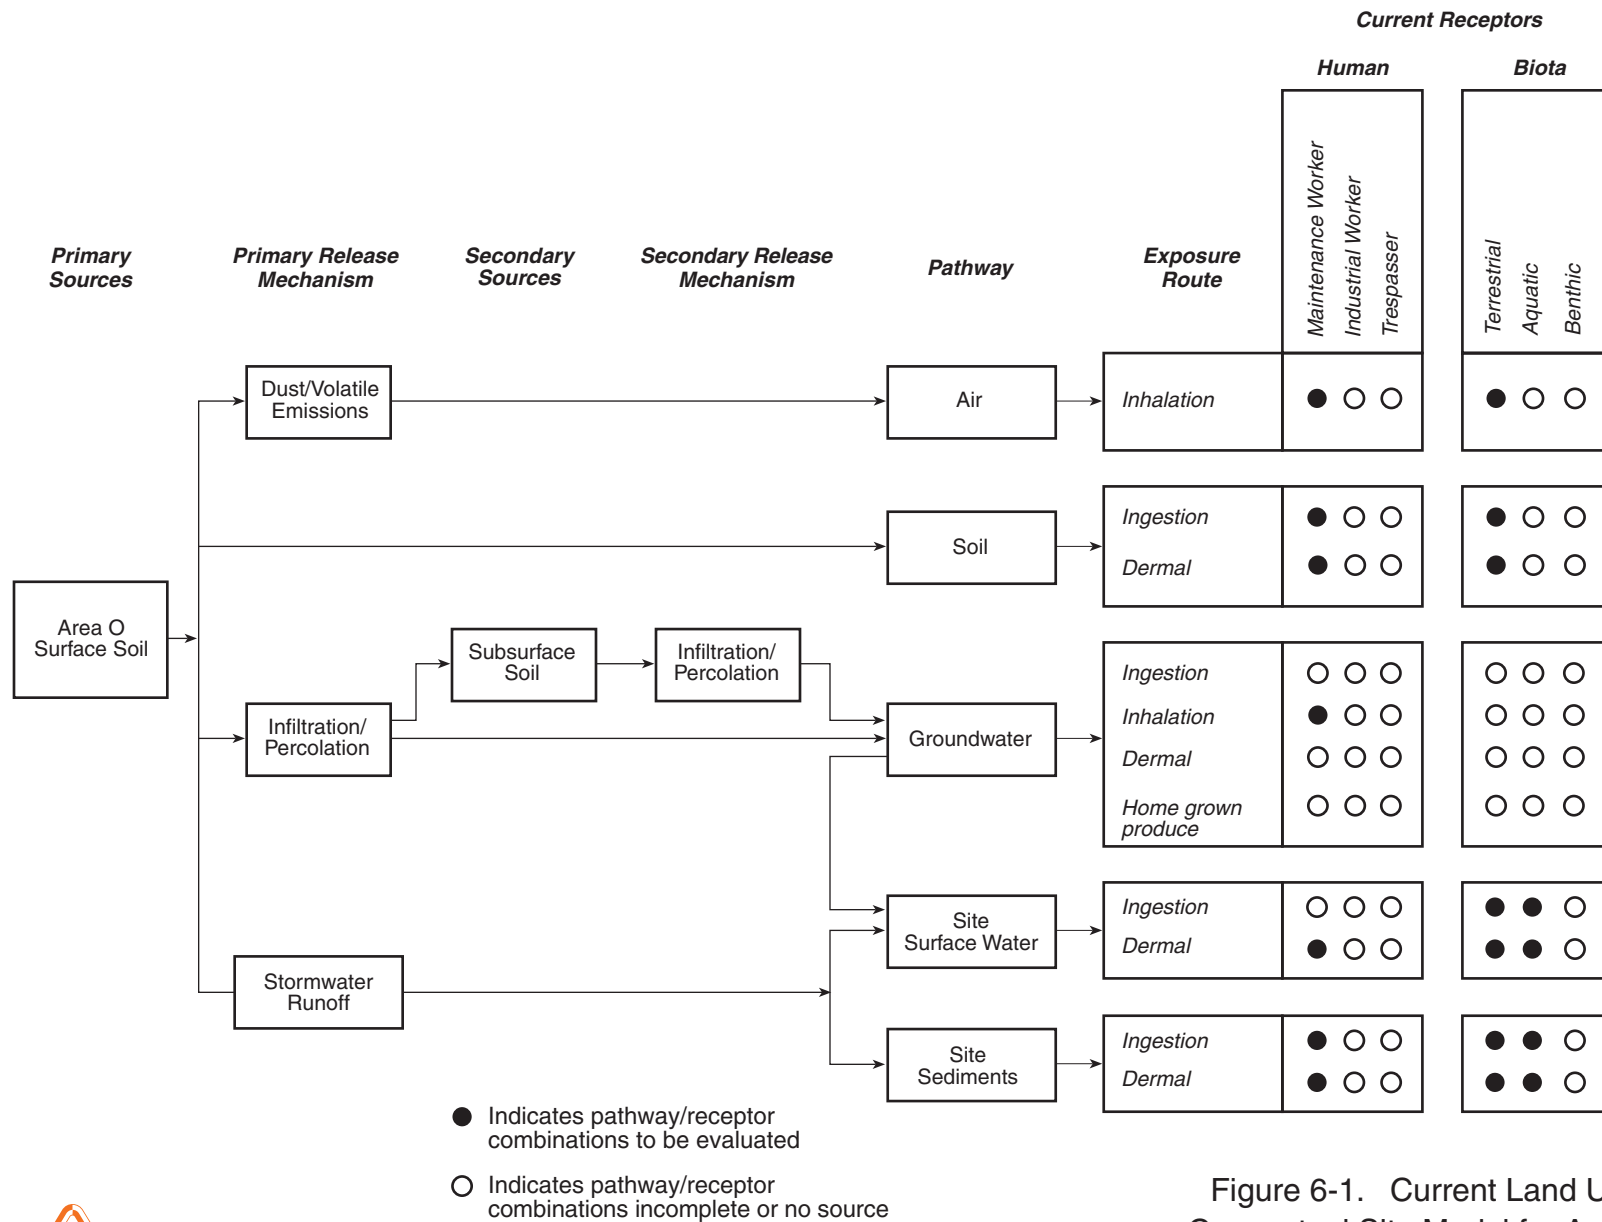 Current Receptors
Human
Biota
Maintenance Worker
Industrial Worker
Trespasser
Terrestrial
Aquatic
Benthic
Primary
Sources
Primary Release
Mechanism
Secondary
Sources
Secondary Release
Mechanism
Pathway
Exposure
Route
Dust/Volatile
Emissions
Air
Inhalation
Soil
Ingestion
Dermal
Area O
Surface Soil
Subsurface
Soil
Infiltration/
Percolation
Infiltration/
Percolation
Groundwater
Ingestion
Inhalation
Dermal
Home grown
produce
Site
Surface Water
Ingestion
Dermal
Stormwater
Runoff
Site
Sediments
Ingestion
Dermal
Indicates pathway/receptor
combinations to be evaluated
Indicates pathway/receptor
combinations incomplete or no source
Figure 6-1. Current Land U
Site Model for A